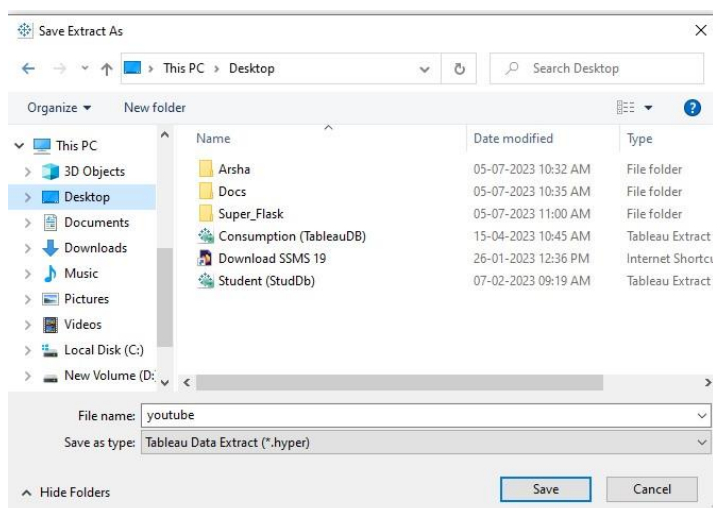 Save Extract As
This PC > Desktop
Search Desktop
Organize
New folder
This PC
3D Objects
Desktop
Documents
Downloads
Music
Pictures
Videos
Local Disk (C:)
New Volume (D:
Name Date modified Type
Arsha 05-07-2023 10:32 AM File folder
Docs 05-07-2023 10:35 AM File folder
Super_Flask 05-07-2023 11:00 AM File folder
Consumption (TableauDB) 15-04-2023 10:45 AM Tableau Extract
Download SSMS 19 26-01-2023 12:36 PM Internet Shortcu
Student (StudDb) 07-02-2023 09:19 AM Tableau Extract
File name: youtube
Save as type: Tableau Data Extract (*.hyper)
Hide Folders
Save
Cancel